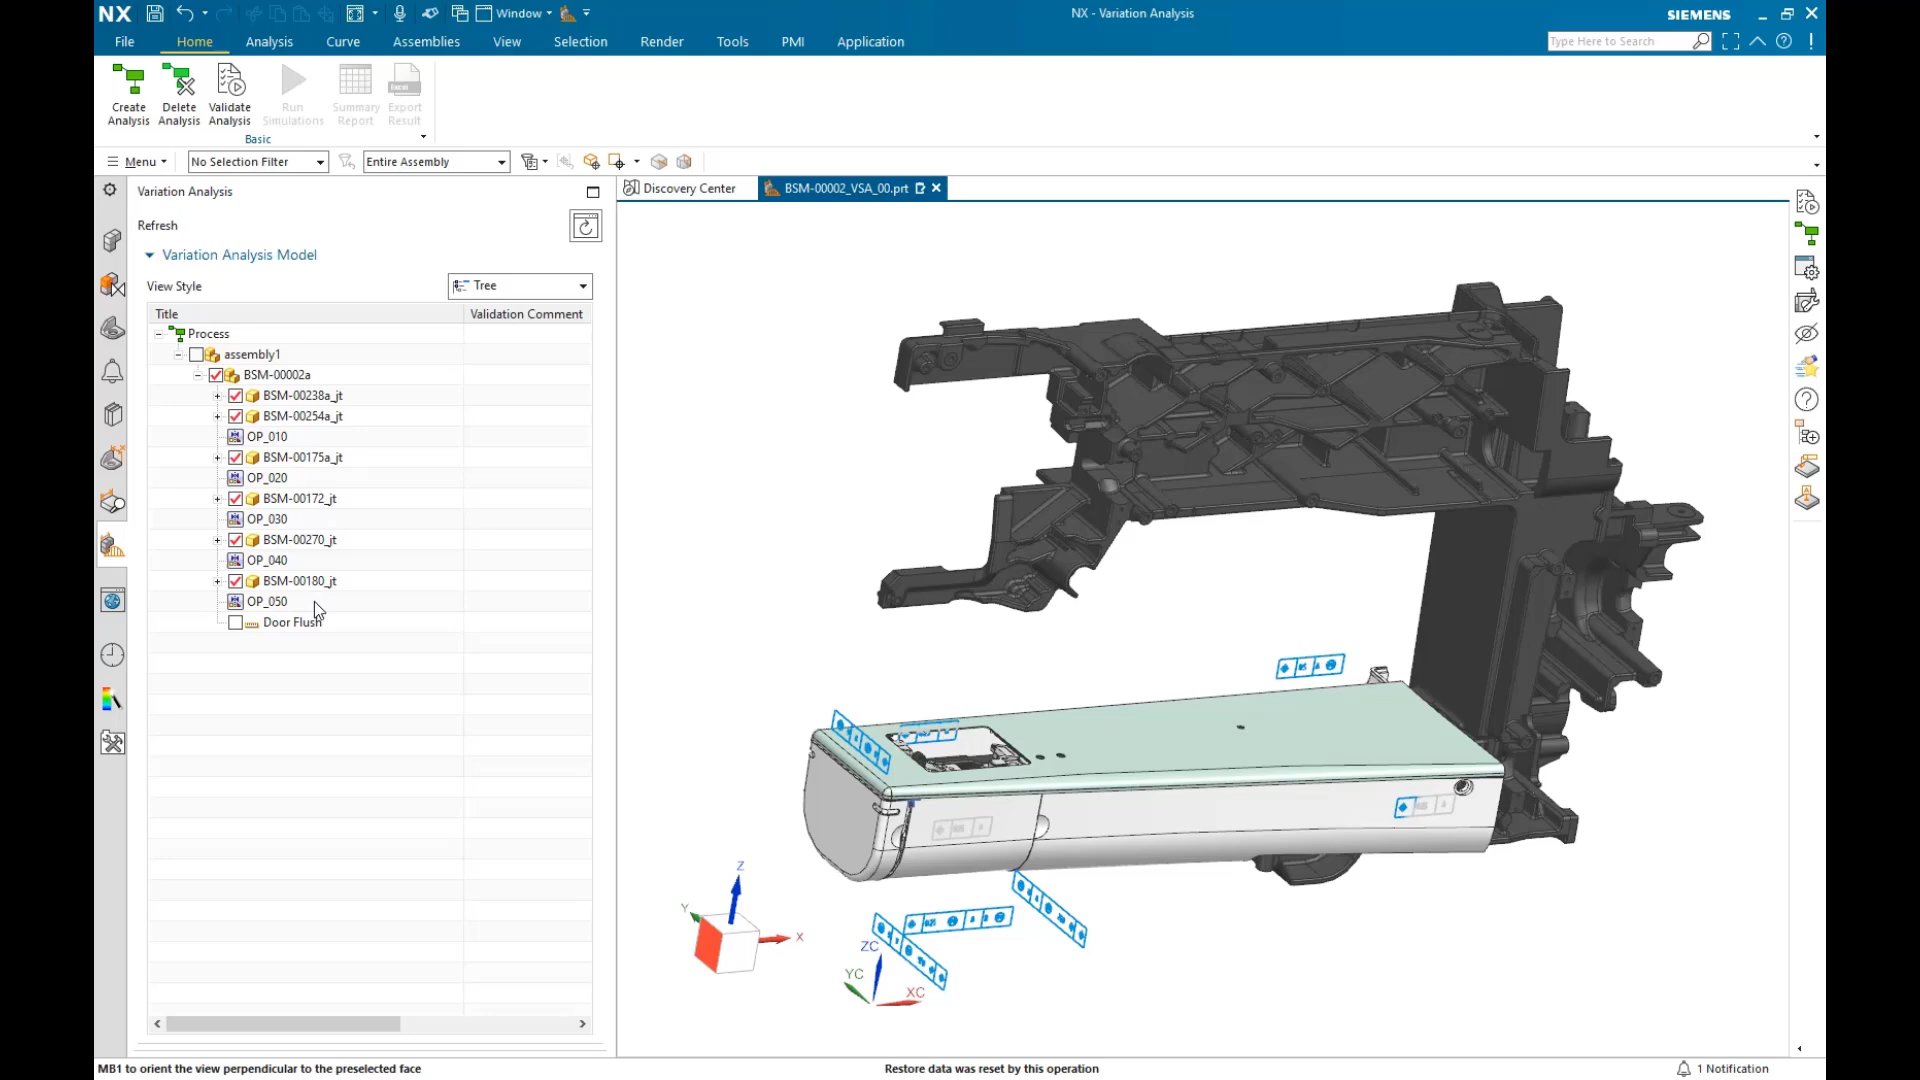 NX
Window
NX - Variation Analysis
SIEMENS
File
Home
Analysis
Curve
Assemblies
View
Selection
Render
Tools
PMI
Application
Type Here to Search
Create Analysis
Delete Analysis
Validate Analysis
Run Simulations
Summary Report
Export Result
Basic
Menu
No Selection Filter
Entire Assembly
Variation Analysis
Discovery Center
BSM-00002_VSA_00.prt
Refresh
Variation Analysis Model
View Style
Tree
Title
Validation Comment
Process
assembly1
BSM-00002a
BSM-00238a_jt
BSM-00254a_jt
OP_010
BSM-00175a_jt
OP_020
BSM-00172_jt
OP_030
BSM-00270_jt
OP_040
BSM-00180_jt
OP_050
Door Flush
Z
Y
X
ZC
YC
XC
MB1 to orient the view perpendicular to the preselected face
Restore data was reset by this operation
1 Notification